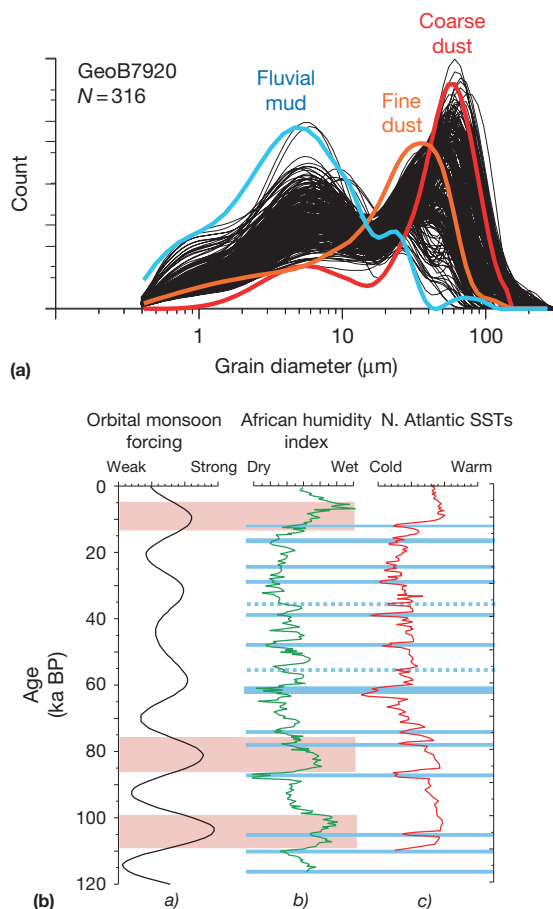 GeoB7920
N = 316
Fluvial
mud
Fine
dust
Coarse
dust
Count
1
10
100
Grain diameter (μm)
(a)
Orbital monsoon
forcing
African humidity
index
N. Atlantic SSTs
Weak
Strong
Dry
Wet
Cold
Warm
0
20
40
60
80
100
120
Age
(ka BP)
(b)
a)
b)
c)